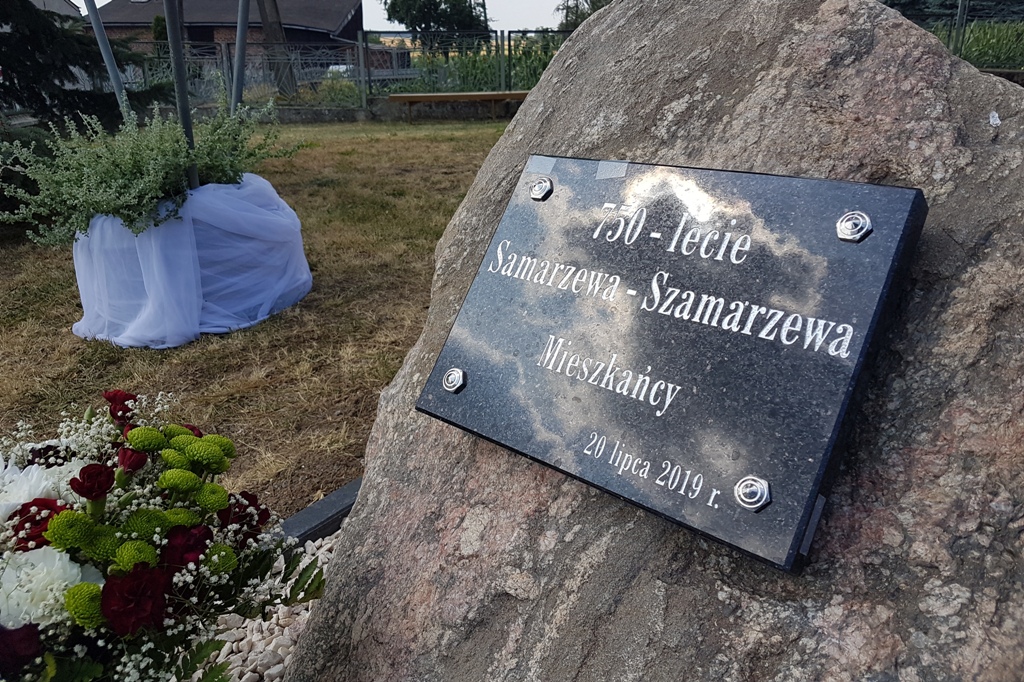 750 - lecie
Samarzewa - Szamarzewa
Mieszkańcy
20 lipca 2019 r.